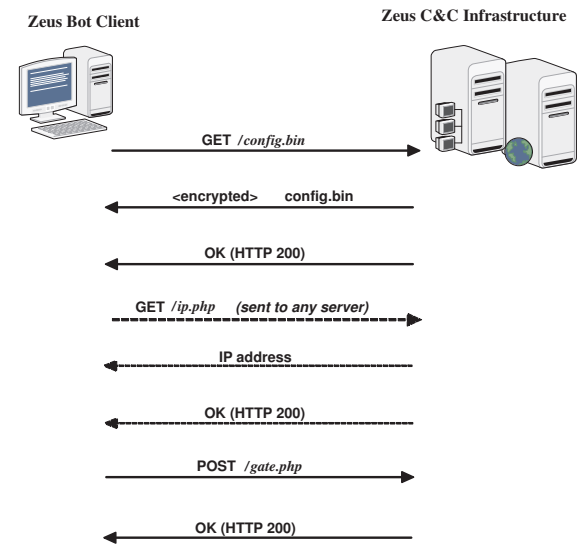 Zeus Bot Client
Zeus C&C Infrastructure
GET /config.bin
<encrypted> config.bin
OK (HTTP 200)
GET /ip.php (sent to any server)
IP address
OK (HTTP 200)
POST /gate.php
OK (HTTP 200)